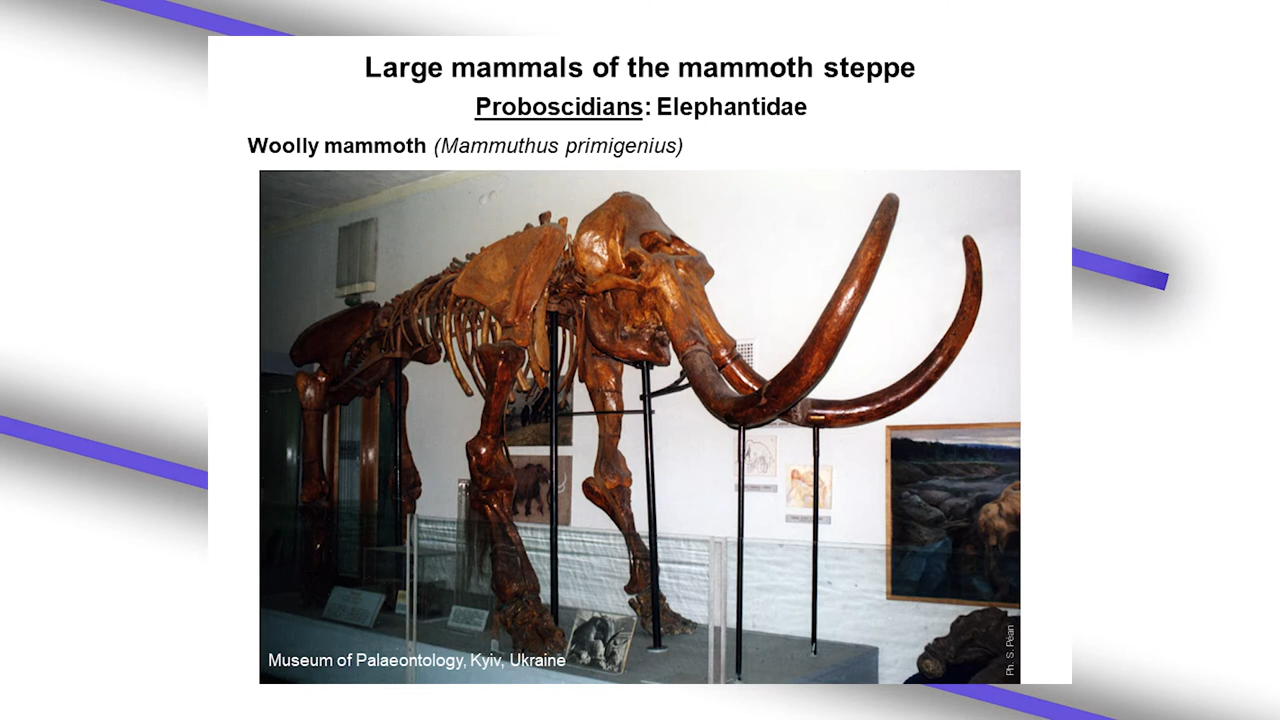 Large mammals of the mammoth steppe
Proboscidians: Elephantidae
Woolly mammoth (Mammuthus primigenius)
Museum of Palaeontology, Kyiv, Ukraine
Ph. S. Péan